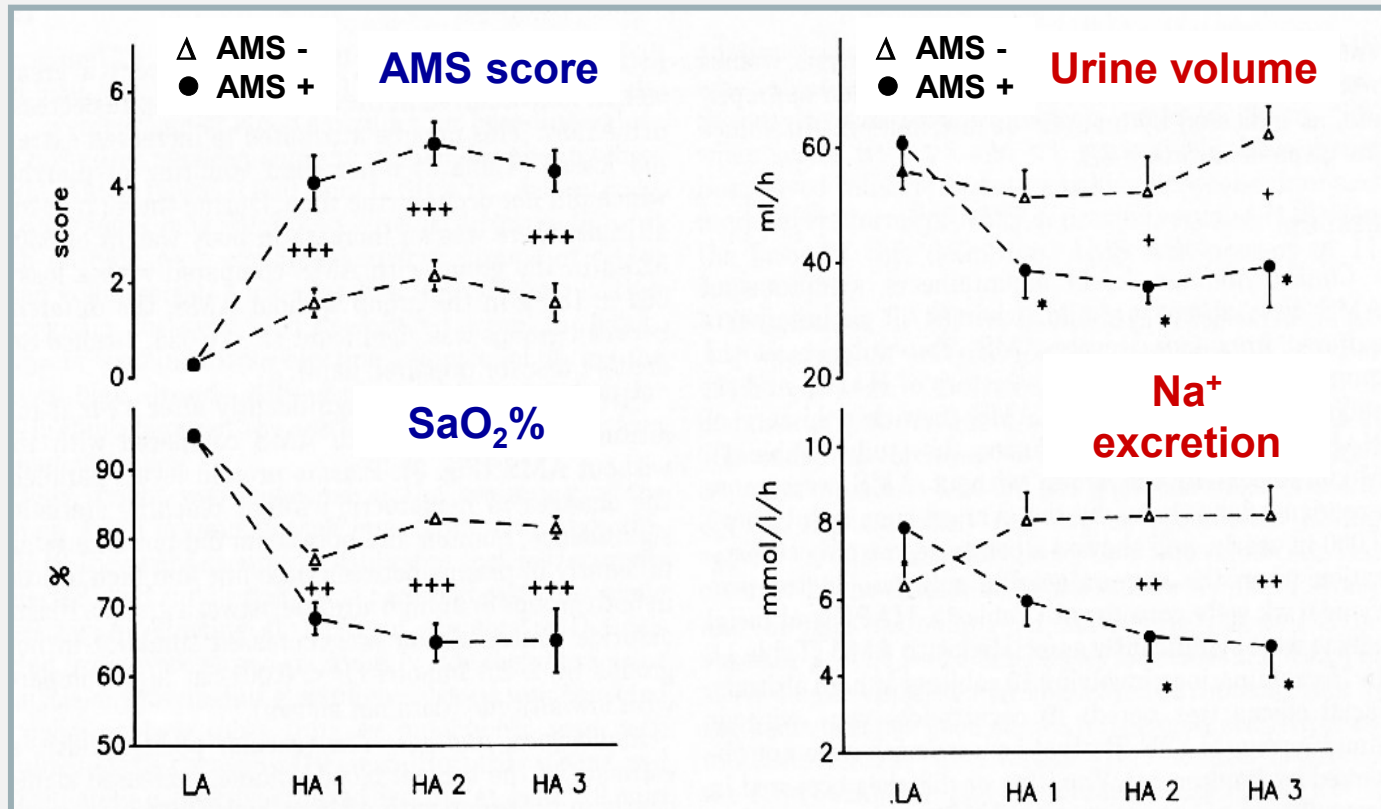 △ AMS -
● AMS +
AMS score
6
4
2
0
score
+++
+++
+++
SaO₂%
90
80
70
60
50
%
++
+++
+++
LA HA 1 HA 2 HA 3
△ AMS -
● AMS +
Urine volume
60
40
20
ml/h
+
+
*
*
*
Na⁺
excretion
10
8
6
4
2
mmol/l/h
++
++
*
*
LA HA 1 HA 2 HA 3